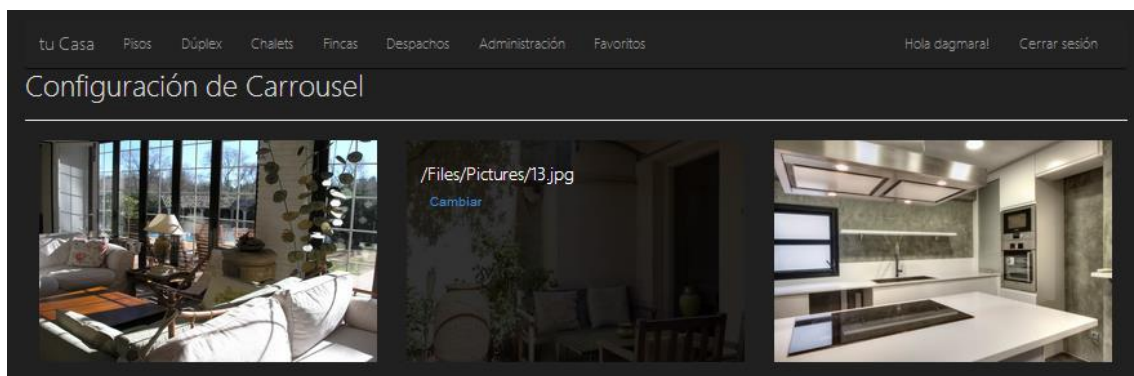 tu Casa Pisos Dúplex Chalets Fincas Despachos Administración Favoritos Hola dagmara! Cerrar sesión
Configuración de Carrousel
/Files/Pictures/13.jpg
Cambiar